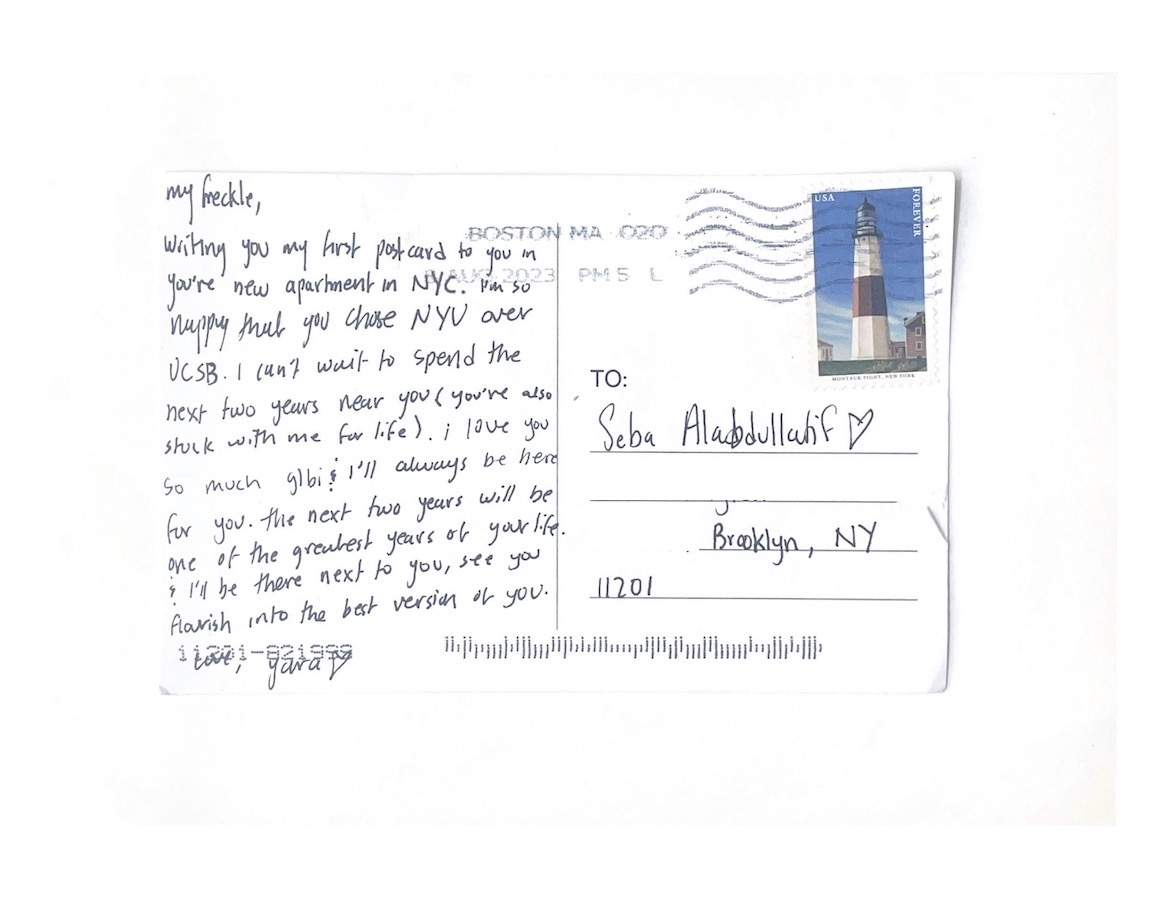 my freckle,
writing you my first postcard to you in
you're new apartment in NYC. i'm so
happy that you chose NYU over
UCSB. I can't wait to spend the
next two years near you (you're also
stuck with me for life). i love you
so much glbi & I'll always be here
for you. the next two years will be
one of the greatest years of your life.
& I'll be there next to you, see you
flourish into the best version of you.
love, yara
11201-821999
BOSTON MA 020
AUG 2023 PM 5 L
USA
FOREVER
MONTAUK POINT, NEW YORK
TO:
Seba Alabdullatif
Brooklyn, NY
11201